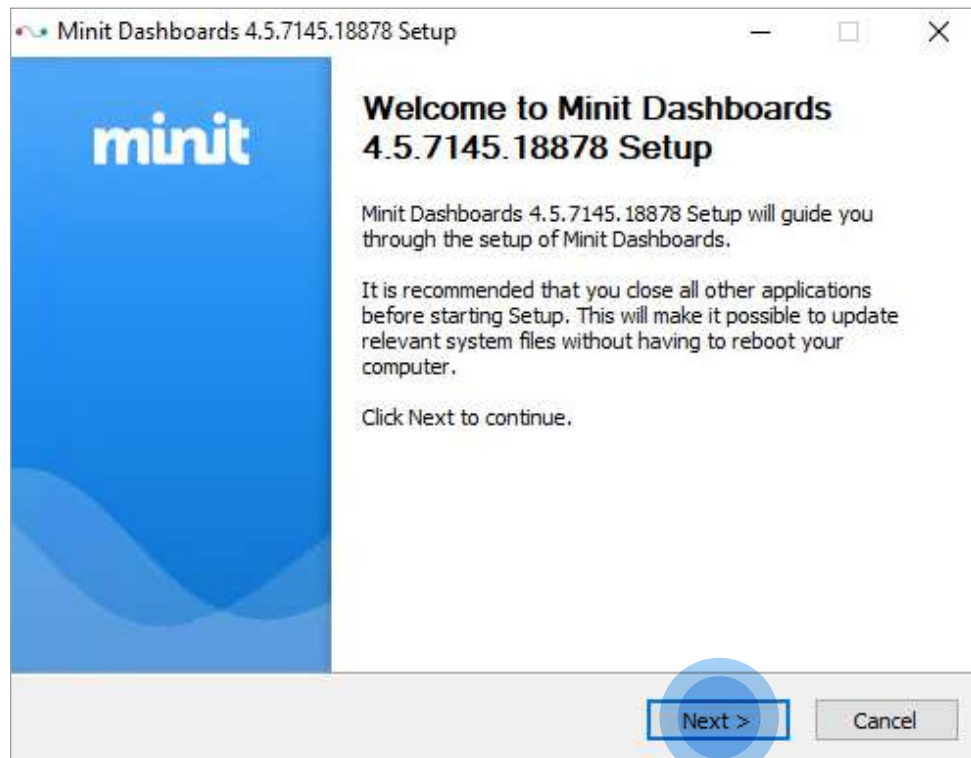 Minit Dashboards 4.5.7145.18878 Setup
minit
Welcome to Minit Dashboards
4.5.7145.18878 Setup
Minit Dashboards 4.5.7145.18878 Setup will guide you
through the setup of Minit Dashboards.
It is recommended that you close all other applications
before starting Setup. This will make it possible to update
relevant system files without having to reboot your
computer.
Click Next to continue.
Next >
Cancel